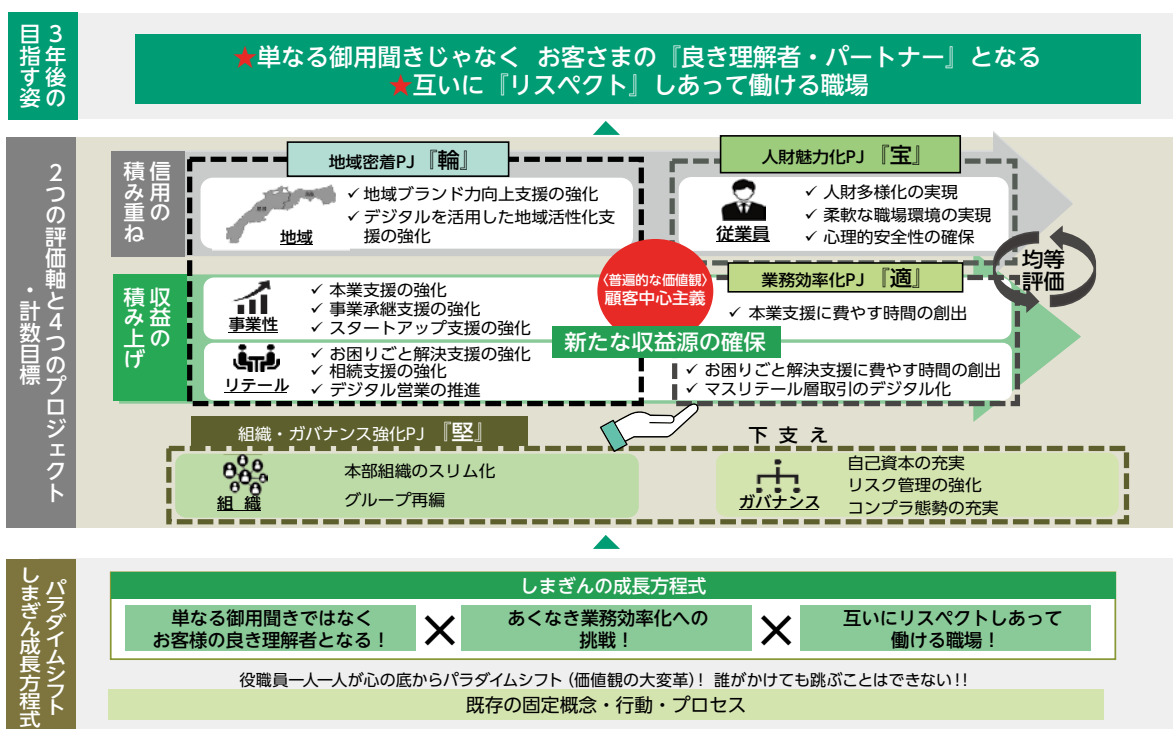 3年後の
目指す姿
★単なる御用聞きじゃなく お客さまの『良き理解者・パートナー』となる
★互いに『リスペクト』しあって働ける職場
2つの評価軸と4つのプロジェクト
・計数目標
信用の
積み重ね
地域密着PJ 『輪』
地域
✓ 地域ブランド力向上支援の強化
✓ デジタルを活用した地域活性化支
援の強化
人財魅力化PJ 『宝』
従業員
✓ 人財多様化の実現
✓ 柔軟な職場環境の実現
✓ 心理的安全性の確保
均等
評価
〈普遍的な価値観〉
顧客中心主義
収益の
積み上げ
事業性
✓ 本業支援の強化
✓ 事業承継支援の強化
✓ スタートアップ支援の強化
業務効率化PJ 『適』
✓ 本業支援に費やす時間の創出
新たな収益源の確保
リテール
✓ お困りごと解決支援の強化
✓ 相続支援の強化
✓ デジタル営業の推進
✓ お困りごと解決支援に費やす時間の創出
✓ マスリテール層取引のデジタル化
組織・ガバナンス強化PJ 『堅』
下支え
組織
本部組織のスリム化
グループ再編
ガバナンス
自己資本の充実
リスク管理の強化
コンプラ態勢の充実
パラダイムシフト
しまぎん成長方程式
しまぎんの成長方程式
単なる御用聞きではなく
お客様の良き理解者となる！
×
あくなき業務効率化への
挑戦！
×
互いにリスペクトしあって
働ける職場！
役職員一人一人が心の底からパラダイムシフト（価値観の大変革）！ 誰がかけても跳ぶことはできない!!
既存の固定概念・行動・プロセス